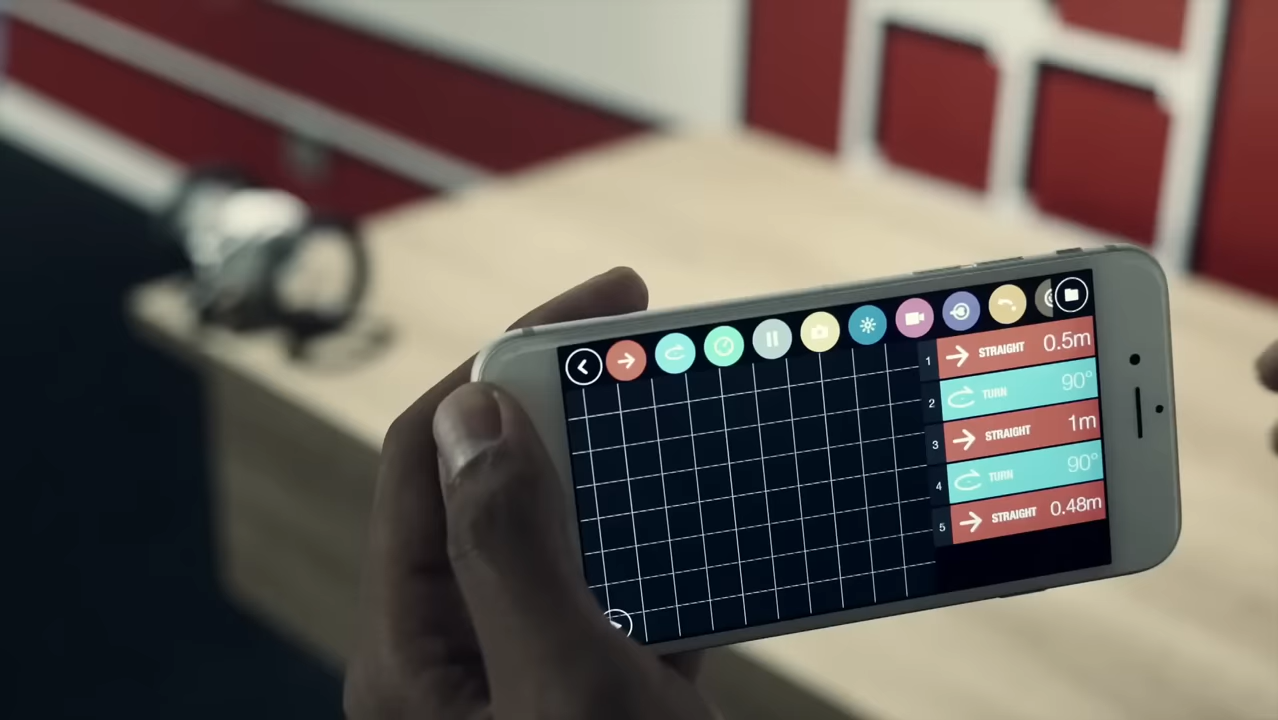 1 STRAIGHT 0.5m
2 TURN 90°
3 STRAIGHT 1m
4 TURN 90°
5 STRAIGHT 0.48m